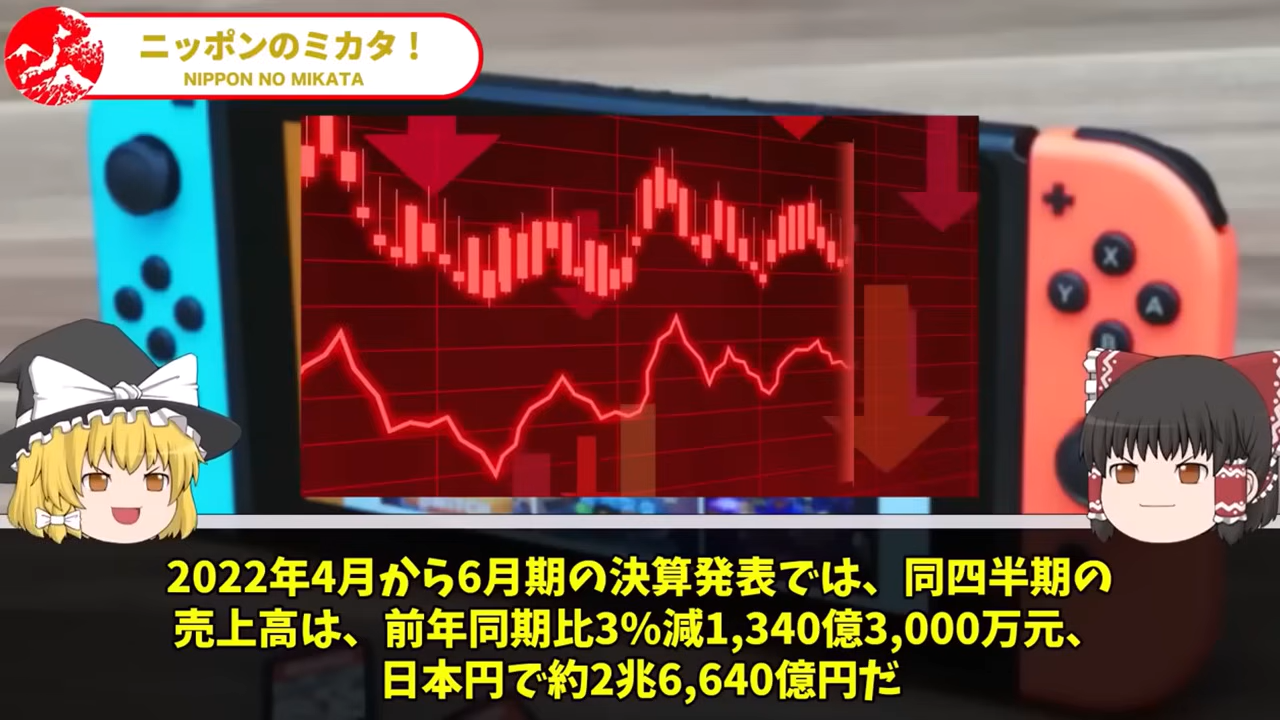 ニッポンのミカタ！
NIPPON NO MIKATA
X
Y
A
B
2022年4月から6月期の決算発表では、同四半期の
売上高は、前年同期比3%減1,340億3,000万元、
日本円で約2兆6,640億円だ